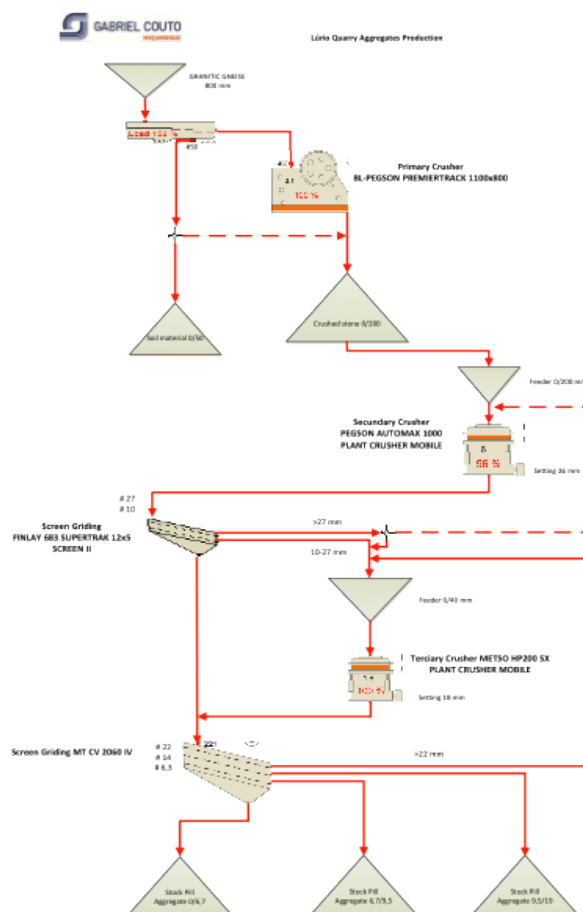 GABRIEL COUTO
MOÇAMBIQUE
Lúrio Quarry Aggregates Production
GRANITIC GNEISS
800 mm
Load
%
#50
Primary Crusher
BL-PEGSON PREMIERTRACK 1100x800
100 %
Soil material 0/50
Crushed stone 0/200
Feeder 0/200 mm
Secundary Crusher
PEGSON AUTOMAX 1000
PLANT CRUSHER MOBILE
96 %
Setting 26 mm
# 27
# 10
Screen Griding
FINLAY 683 SUPERTRAK 12x5
SCREEN II
>27 mm
10-27 mm
Feeder 6/40 mm
Terciary Crusher METSO HP200 SX
PLANT CRUSHER MOBILE
100 %
Setting 18 mm
Screen Griding MT CV 2060 IV
# 22
# 14
# 6,3
>22 mm
Stock Pill
Aggregate 0/6,7
Stock Pill
Aggregate 6,7/9,5
Stock Pill
Aggregate 9,5/19